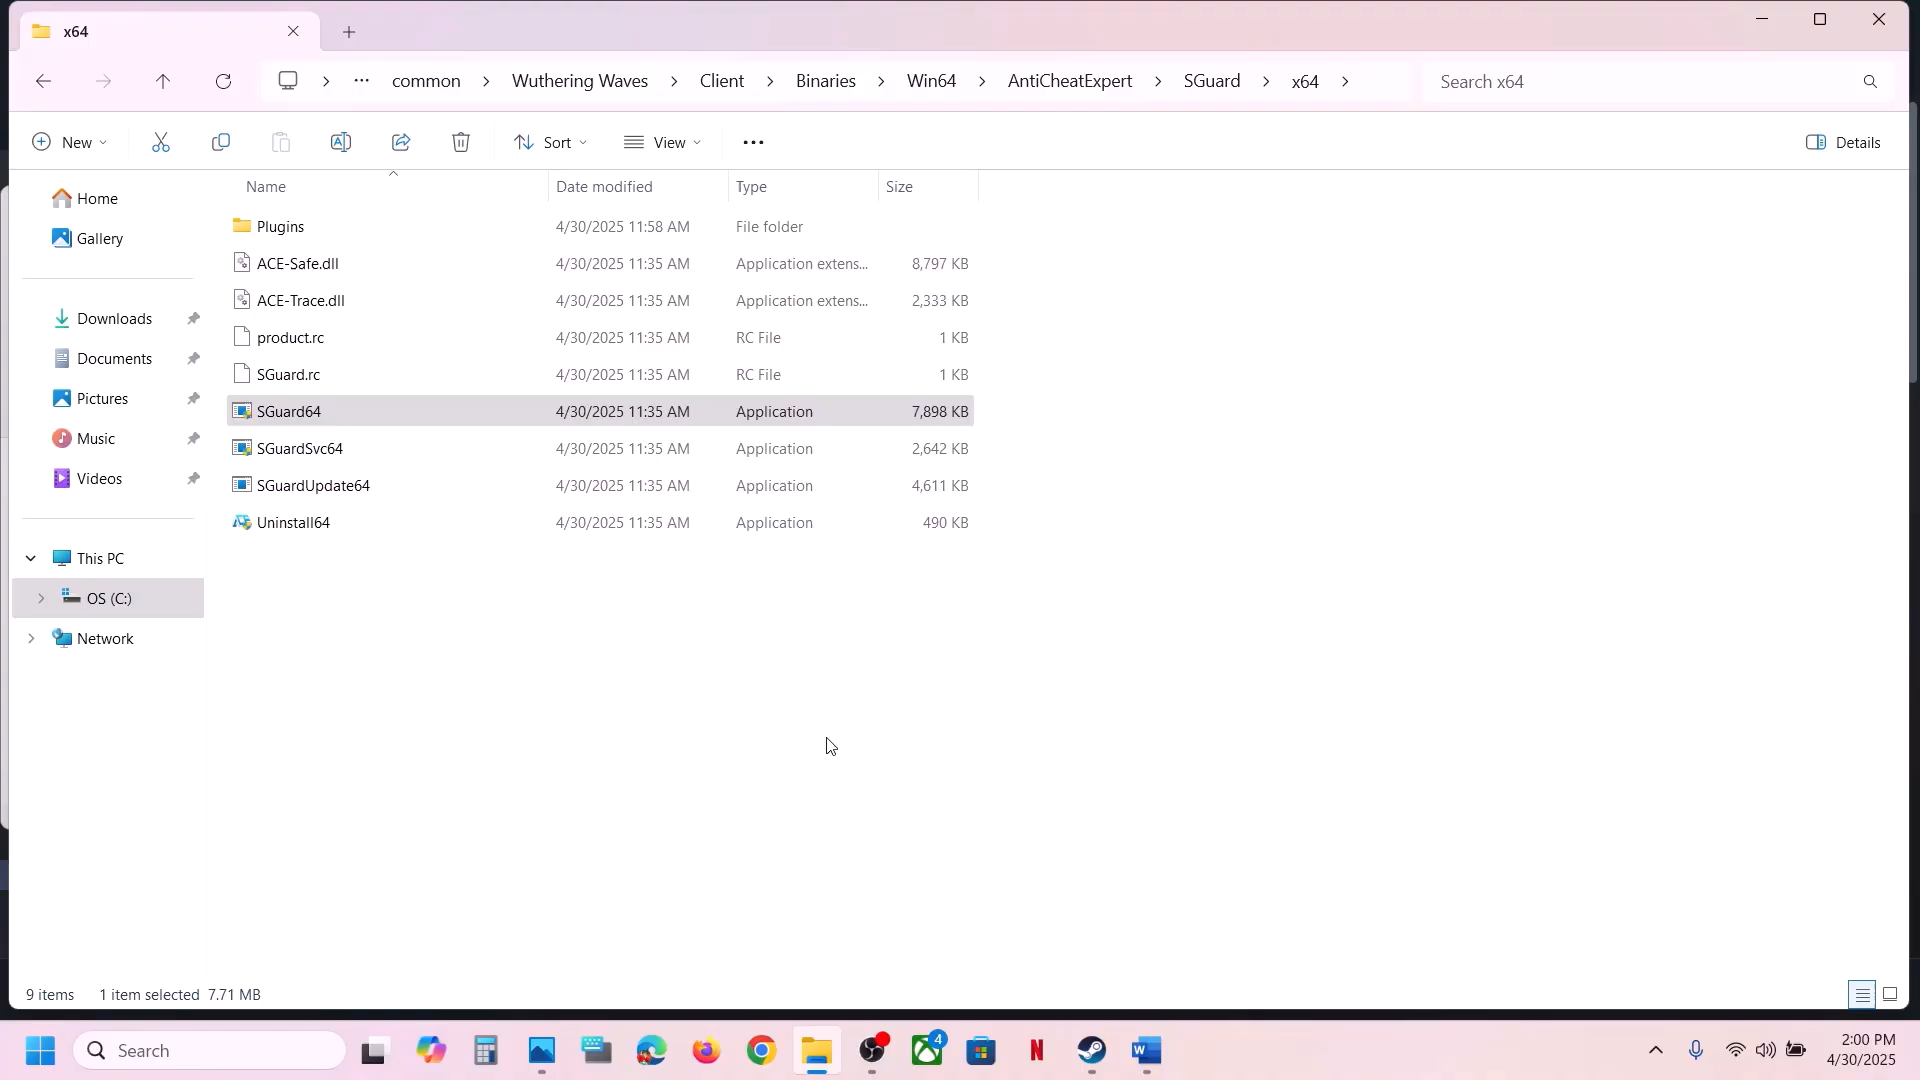 x64
common > Wuthering Waves > Client > Binaries > Win64 > AntiCheatExpert > SGuard > x64 >
Search x64
New
Sort
View
Details
Name Date modified Type Size
Home
Gallery
Downloads
Documents
Pictures
Music
Videos
This PC
OS (C:)
Network
Plugins 4/30/2025 11:58 AM File folder
ACE-Safe.dll 4/30/2025 11:35 AM Application extens... 8,797 KB
ACE-Trace.dll 4/30/2025 11:35 AM Application extens... 2,333 KB
product.rc 4/30/2025 11:35 AM RC File 1 KB
SGuard.rc 4/30/2025 11:35 AM RC File 1 KB
SGuard64 4/30/2025 11:35 AM Application 7,898 KB
SGuardSvc64 4/30/2025 11:35 AM Application 2,642 KB
SGuardUpdate64 4/30/2025 11:35 AM Application 4,611 KB
Uninstall64 4/30/2025 11:35 AM Application 490 KB
9 items 1 item selected 7.71 MB
Search
4
2:00 PM
4/30/2025